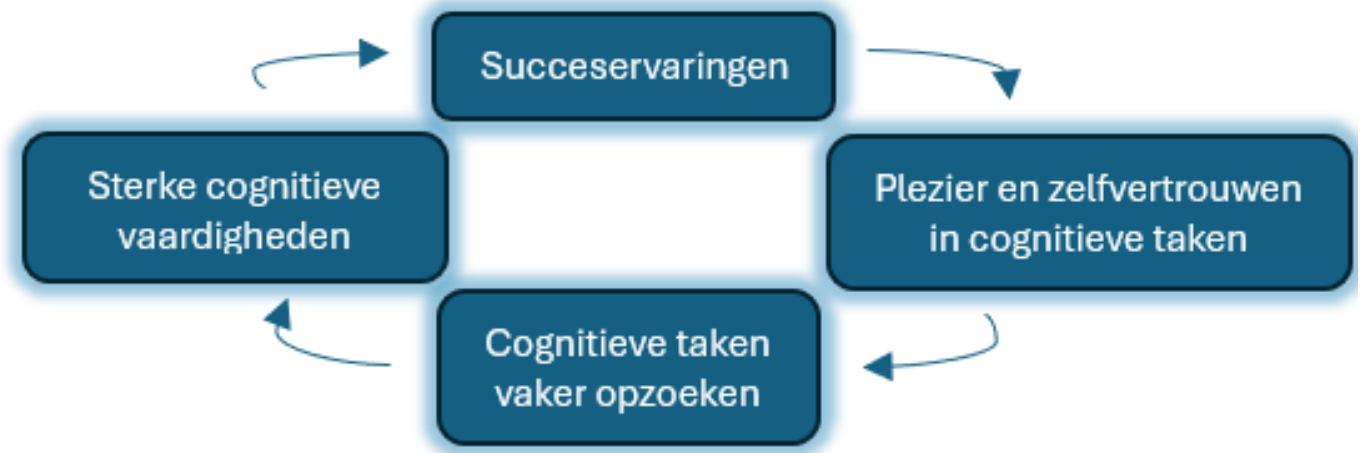 Succeservaringen
Sterke cognitieve
vaardigheden
Plezier en zelfvertrouwen
in cognitieve taken
Cognitieve taken
vaker opzoeken